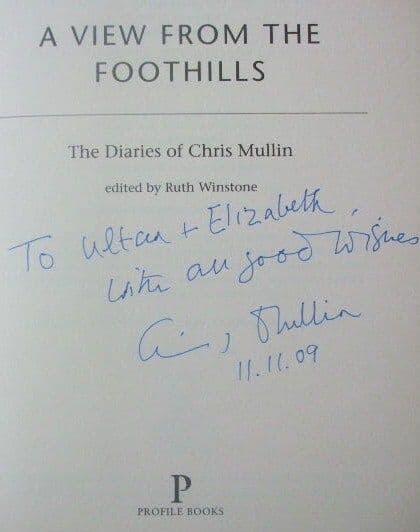 A VIEW FROM THE
FOOTHILLS
The Diaries of Chris Mullin
edited by Ruth Winstone
To Ultan + Elizabeth,
with all good wishes
Chris Mullin
11.11.09
P
PROFILE BOOKS